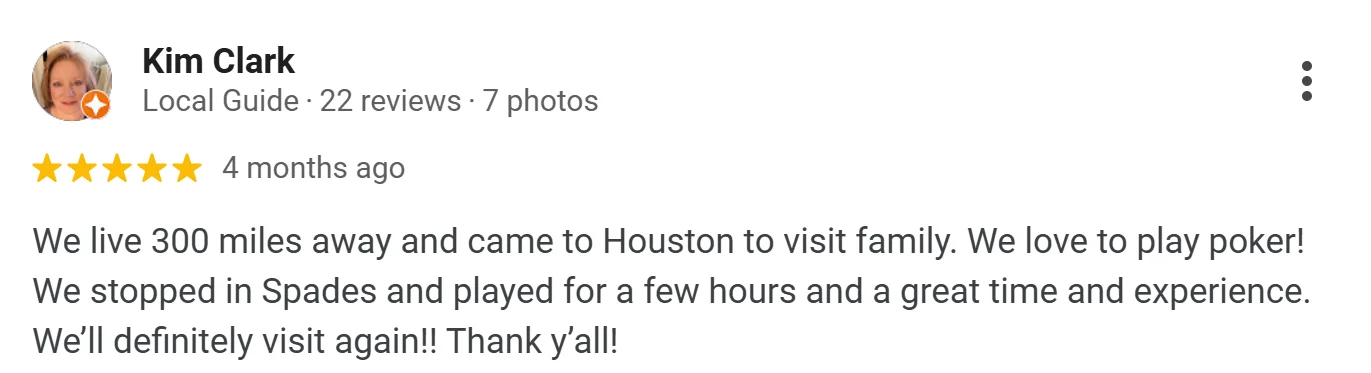 Kim Clark
Local Guide · 22 reviews · 7 photos
4 months ago
We live 300 miles away and came to Houston to visit family. We love to play poker!
We stopped in Spades and played for a few hours and a great time and experience.
We’ll definitely visit again!! Thank y’all!